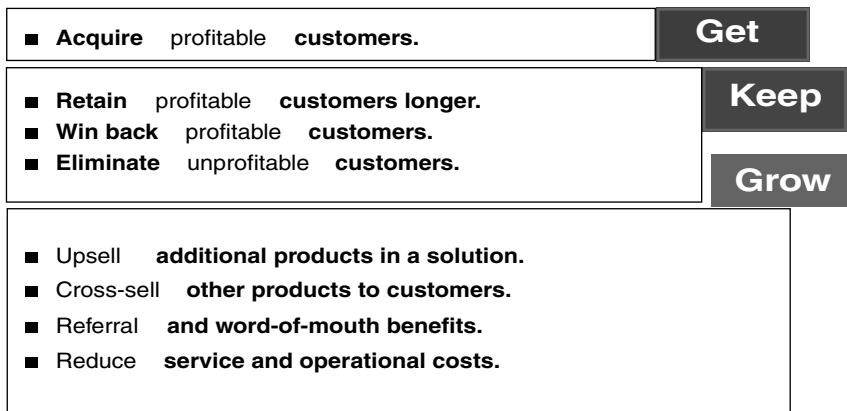 Acquire profitable customers.
Get
Retain profitable customers longer.
Keep
Win back profitable customers.
Eliminate unprofitable customers.
Grow
Upsell additional products in a solution.
Cross-sell other products to customers.
Referral and word-of-mouth benefits.
Reduce service and operational costs.